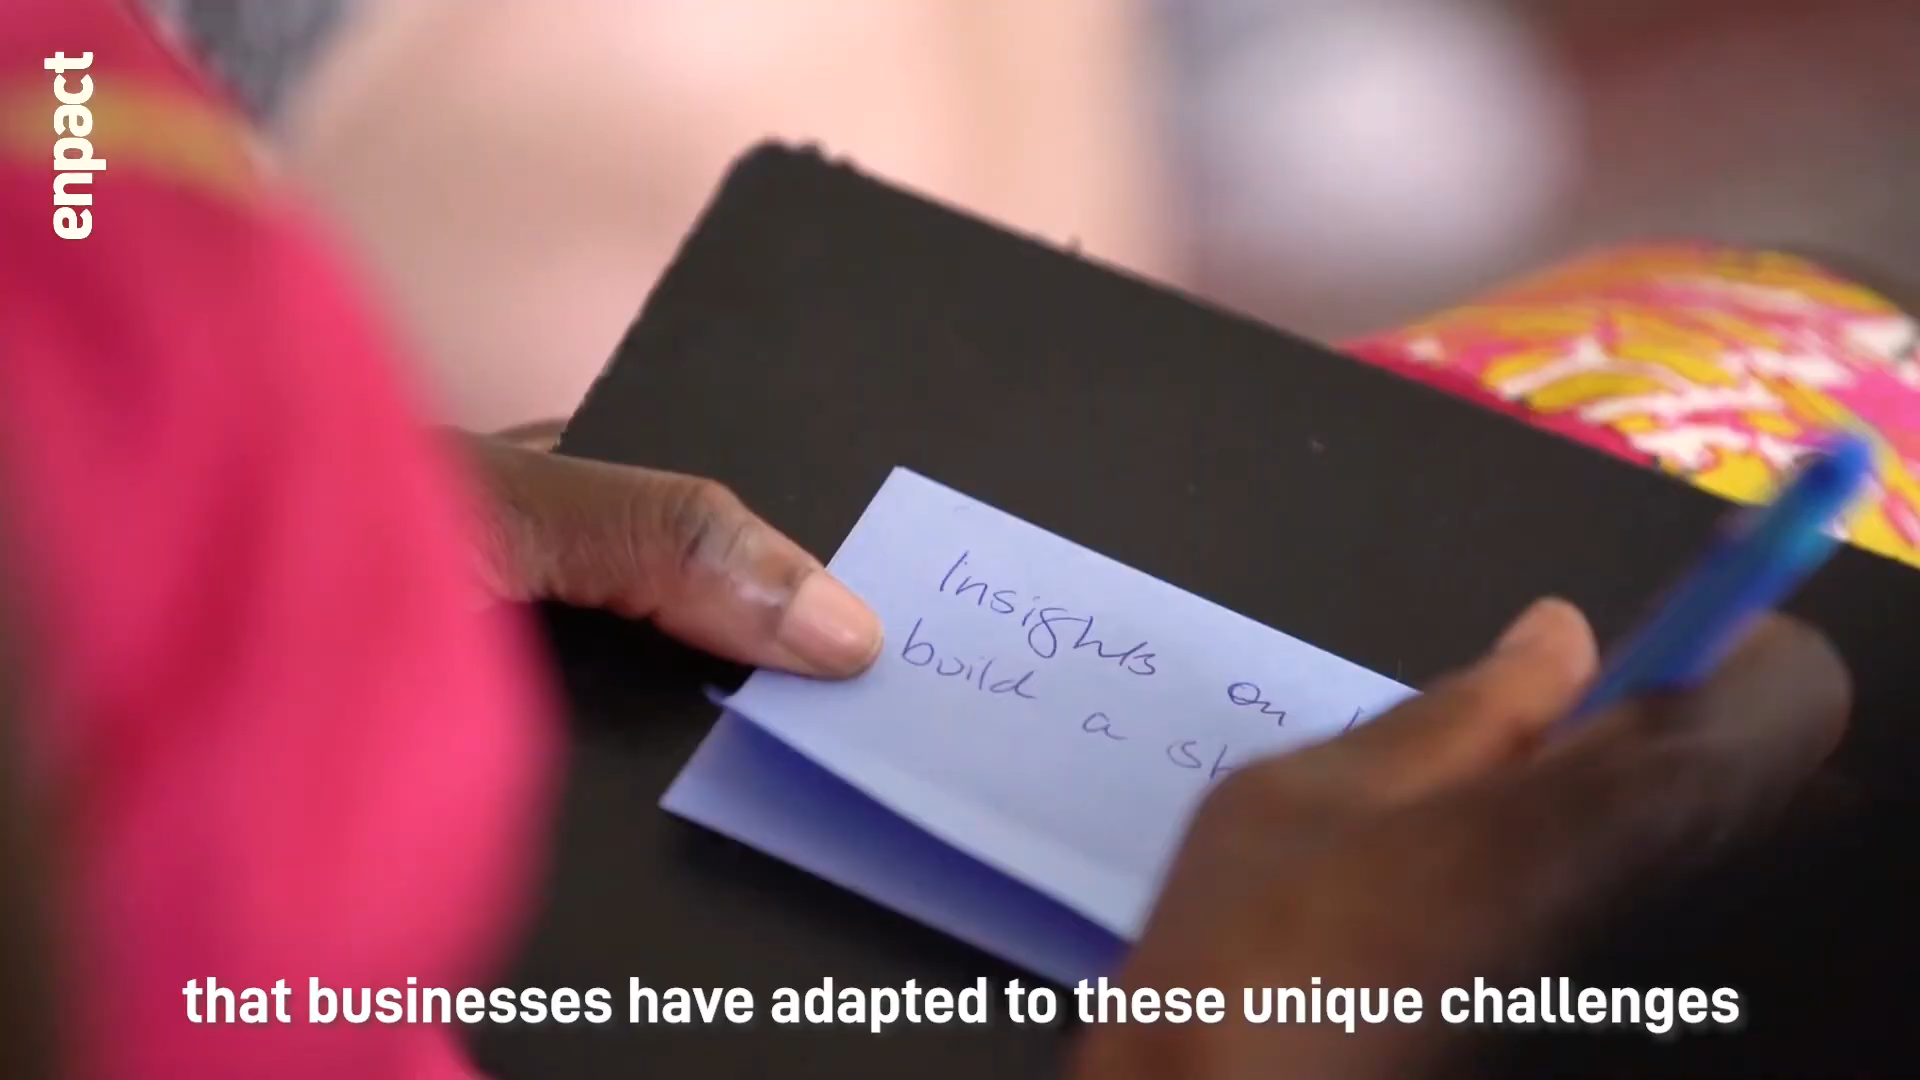 enpact
Insights on
build a
that businesses have adapted to these unique challenges